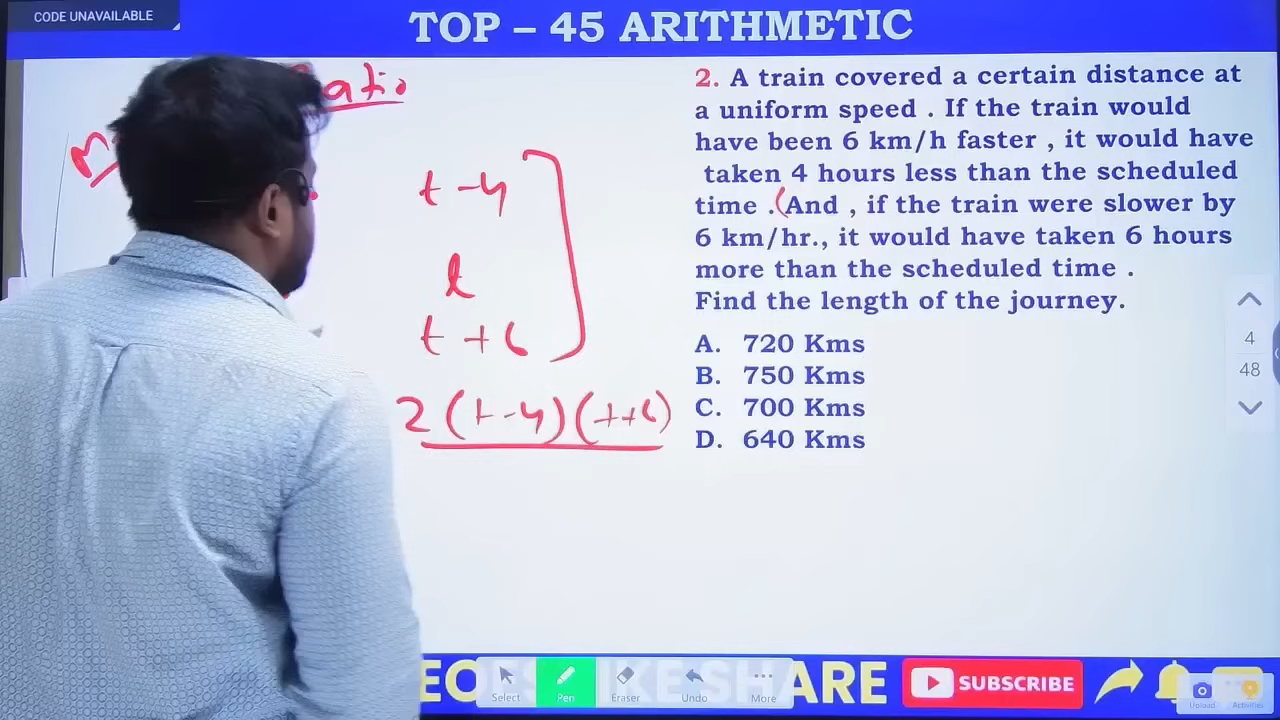 CODE UNAVAILABLE
TOP – 45 ARITHMETIC
t - 4
t
t + 6
2 (t-4)(t+6)
2. A train covered a certain distance at
a uniform speed . If the train would
have been 6 km/h faster , it would have
taken 4 hours less than the scheduled
time .(And , if the train were slower by
6 km/hr., it would have taken 6 hours
more than the scheduled time .
Find the length of the journey.
A. 720 Kms
B. 750 Kms
C. 700 Kms
D. 640 Kms
4
48
Select
Pen
Eraser
Undo
More
SUBSCRIBE
Upload
Activities